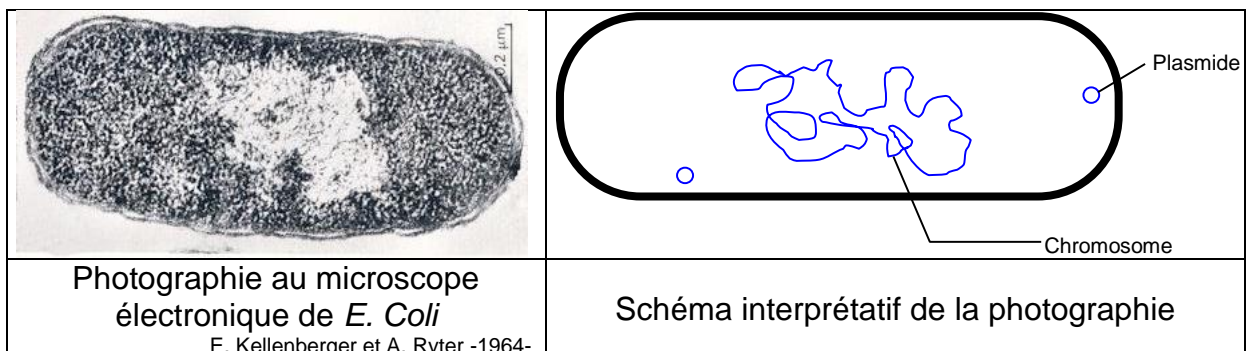 0.2 μm
Plasmide
Chromosome
Photographie au microscope
électronique de E. Coli
E. Kellenberger et A. Ryter -1964-
Schéma interprétatif de la photographie